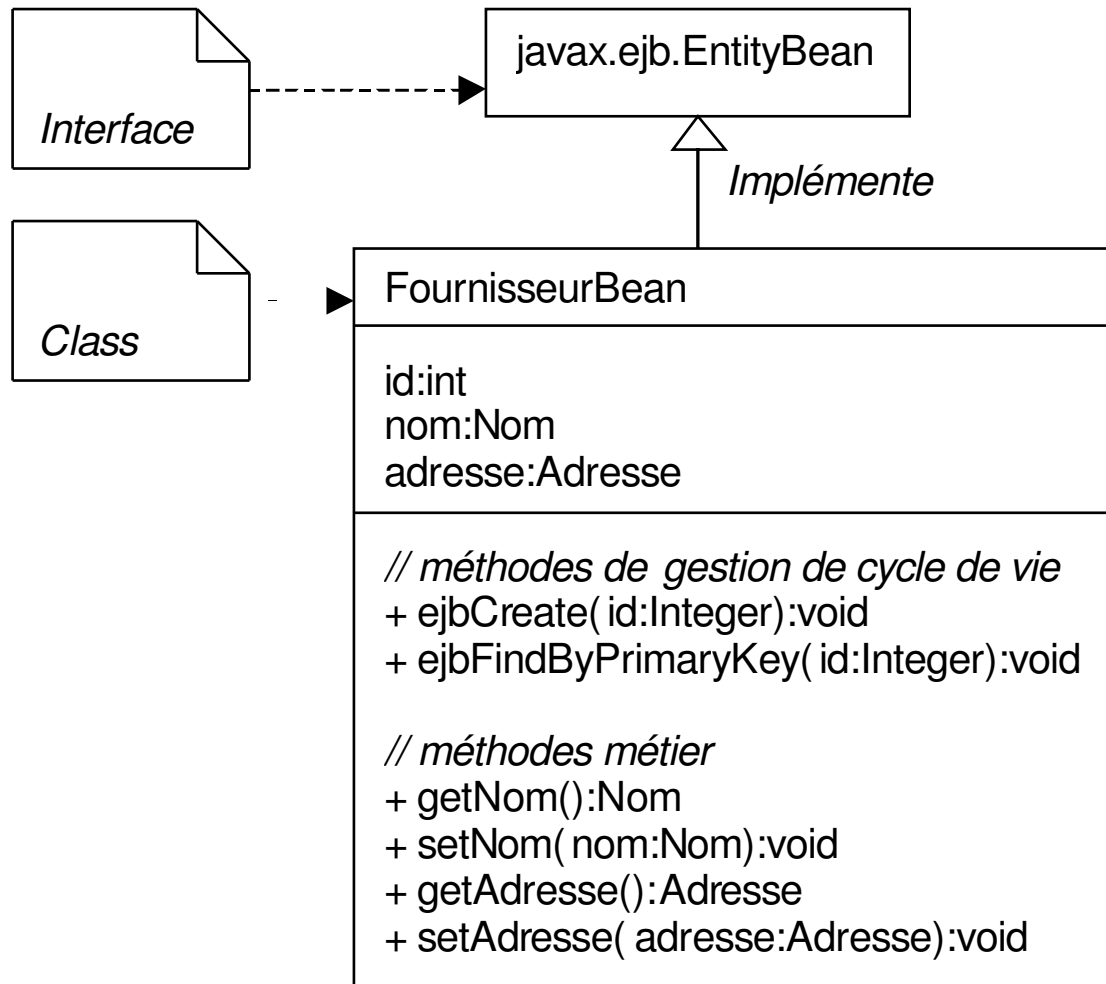 javax.ejb.EntityBean
Interface
Implémente
FournisseurBean
Class
id:int
nom:Nom
adresse:Adresse
// méthodes de gestion de cycle de vie
+ ejbCreate( id:Integer):void
+ ejbFindByPrimaryKey( id:Integer):void
// méthodes métier
+ getNom():Nom
+ setNom( nom:Nom):void
+ getAdresse():Adresse
+ setAdresse( adresse:Adresse):void